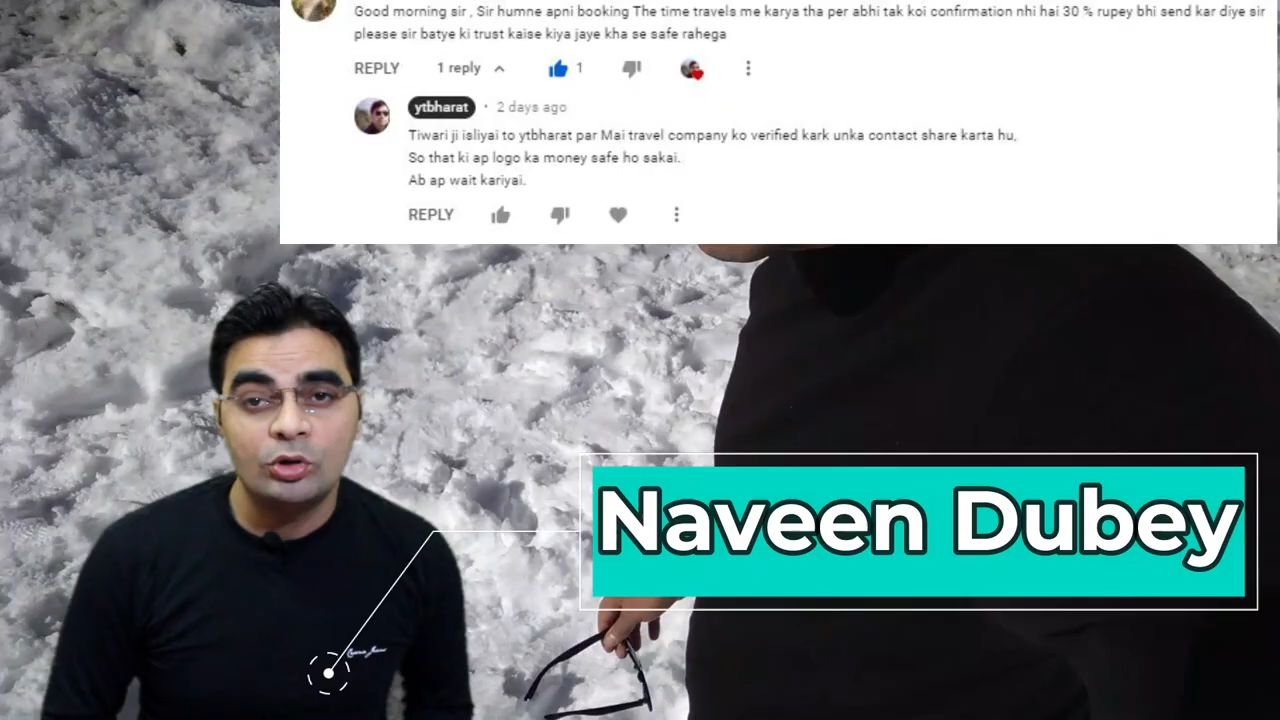 Good morning sir , Sir humne apni booking The time travels me karya tha per abhi tak koi confirmation nhi hai 30 % rupey bhi send kar diye sir
please sir batye ki trust kaise kiya jaye kha se safe rahega
REPLY 1 reply 1
ytbharat · 2 days ago
Tiwari ji isliyai to ytbharat par Mai travel company ko verified kark unka contact share karta hu,
So that ki ap logo ka money safe ho sakai.
Ab ap wait kariyai.
REPLY
Naveen Dubey